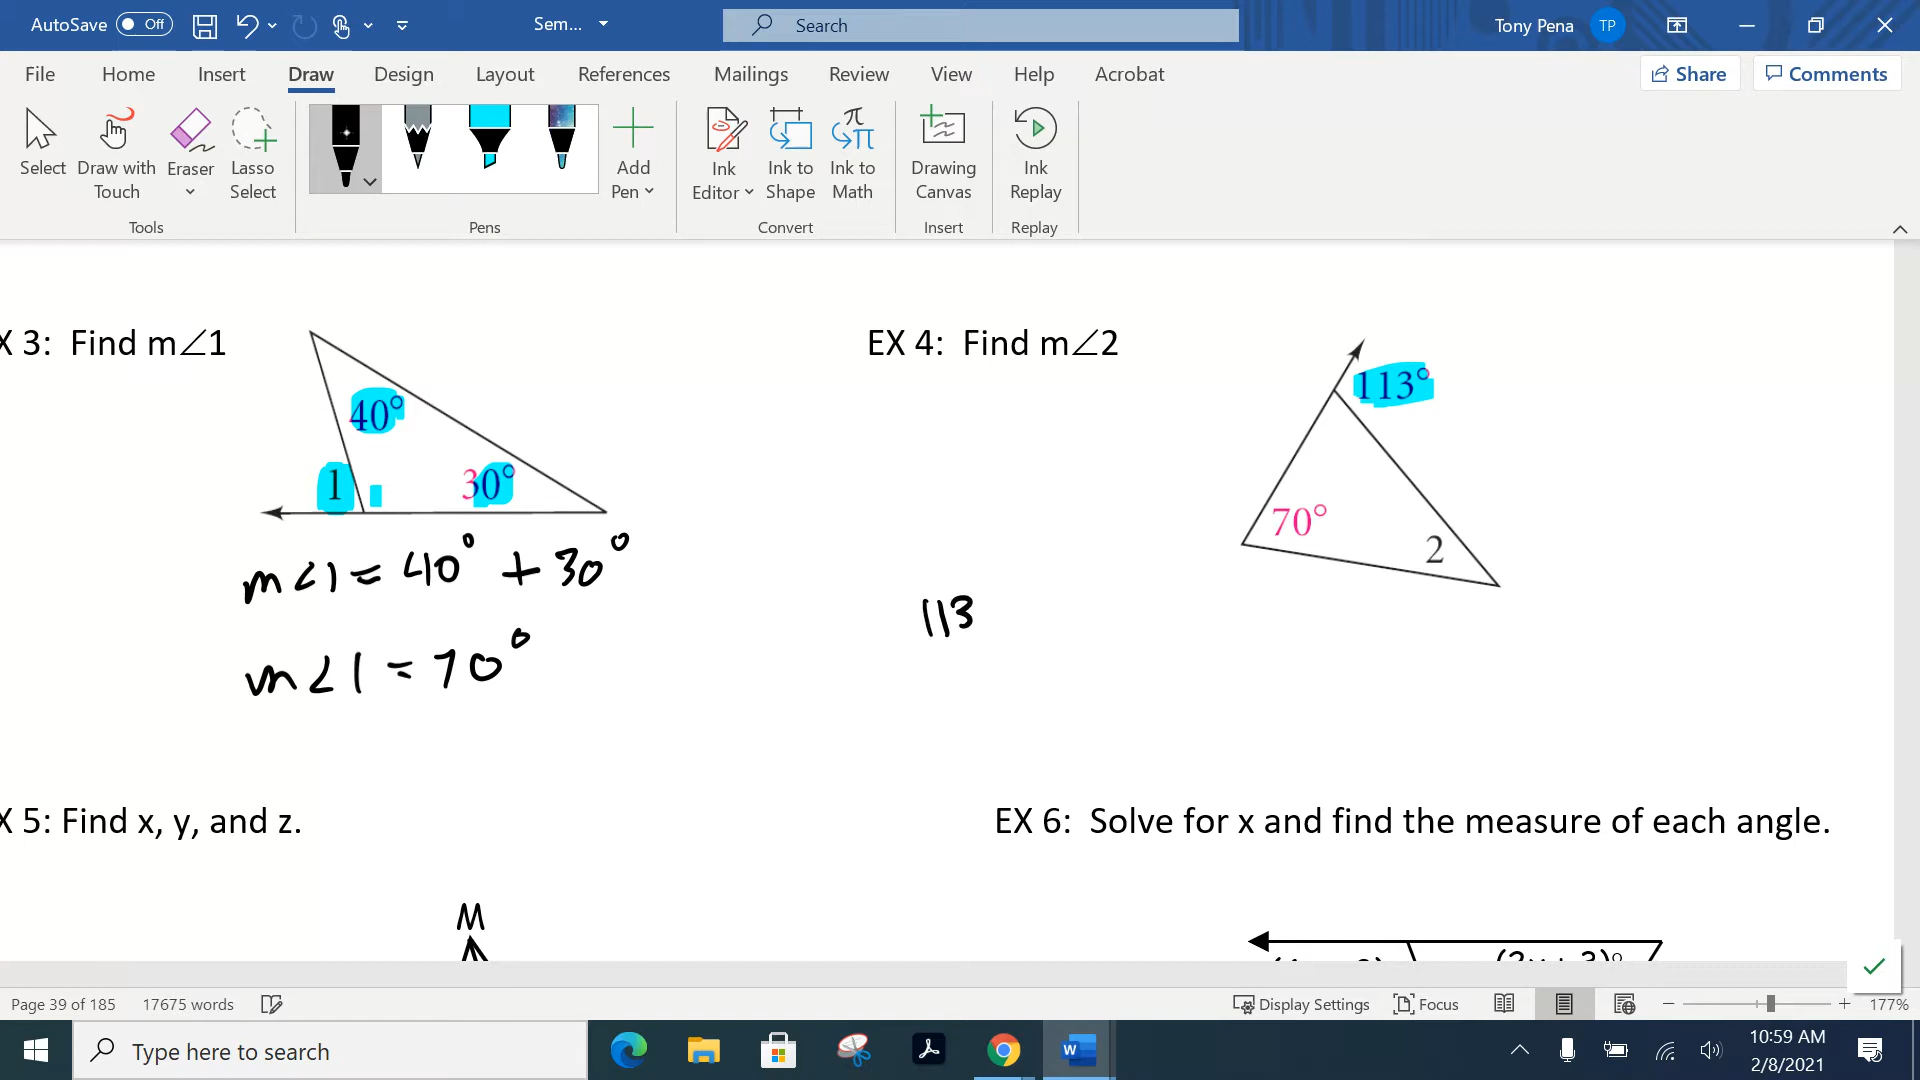 AutoSave Off Sem... Search Tony Pena TP
File Home Insert Draw Design Layout References Mailings Review View Help Acrobat Share Comments
Select Draw with Touch Eraser Lasso Select Add Pen Ink Editor Ink to Shape Ink to Math Drawing Canvas Ink Replay
Tools Pens Convert Insert Replay
X 3: Find m∠1
40°
1
30°
m∠1 = 40° + 30°
m∠1 = 70°
EX 4: Find m∠2
113°
70°
2
113
X 5: Find x, y, and z.
M
EX 6: Solve for x and find the measure of each angle.
Page 39 of 185 17675 words Display Settings Focus 177%
Type here to search 10:59 AM
2/8/2021